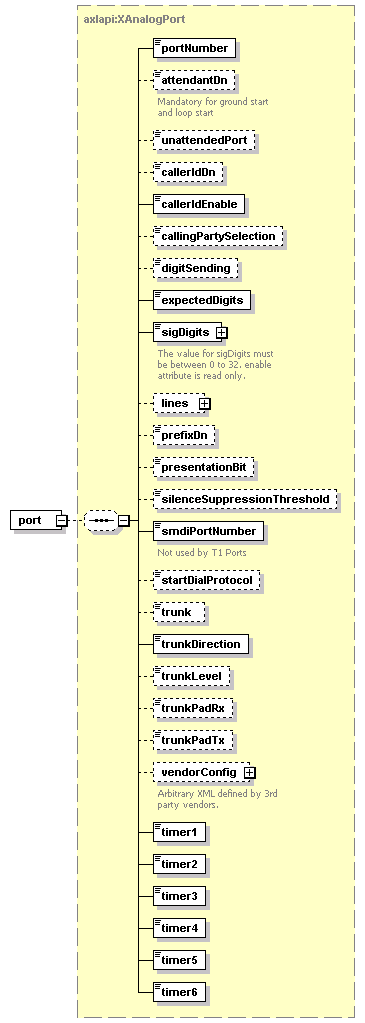 axlapi:XAnalogPort
portNumber
attendantDn
Mandatory for ground start
and loop start
unattendedPort
callerIdDn
callerIdEnable
callingPartySelection
digitSending
expectedDigits
sigDigits
The value for sigDigits must
be between 0 to 32. enable
attribute is read only.
lines
prefixDn
presentationBit
silenceSuppressionThreshold
port
smdiPortNumber
Not used by T1 Ports
startDialProtocol
trunk
trunkDirection
trunkLevel
trunkPadRx
trunkPadTx
vendorConfig
Arbitrary XML defined by 3rd
party vendors.
timer1
timer2
timer3
timer4
timer5
timer6